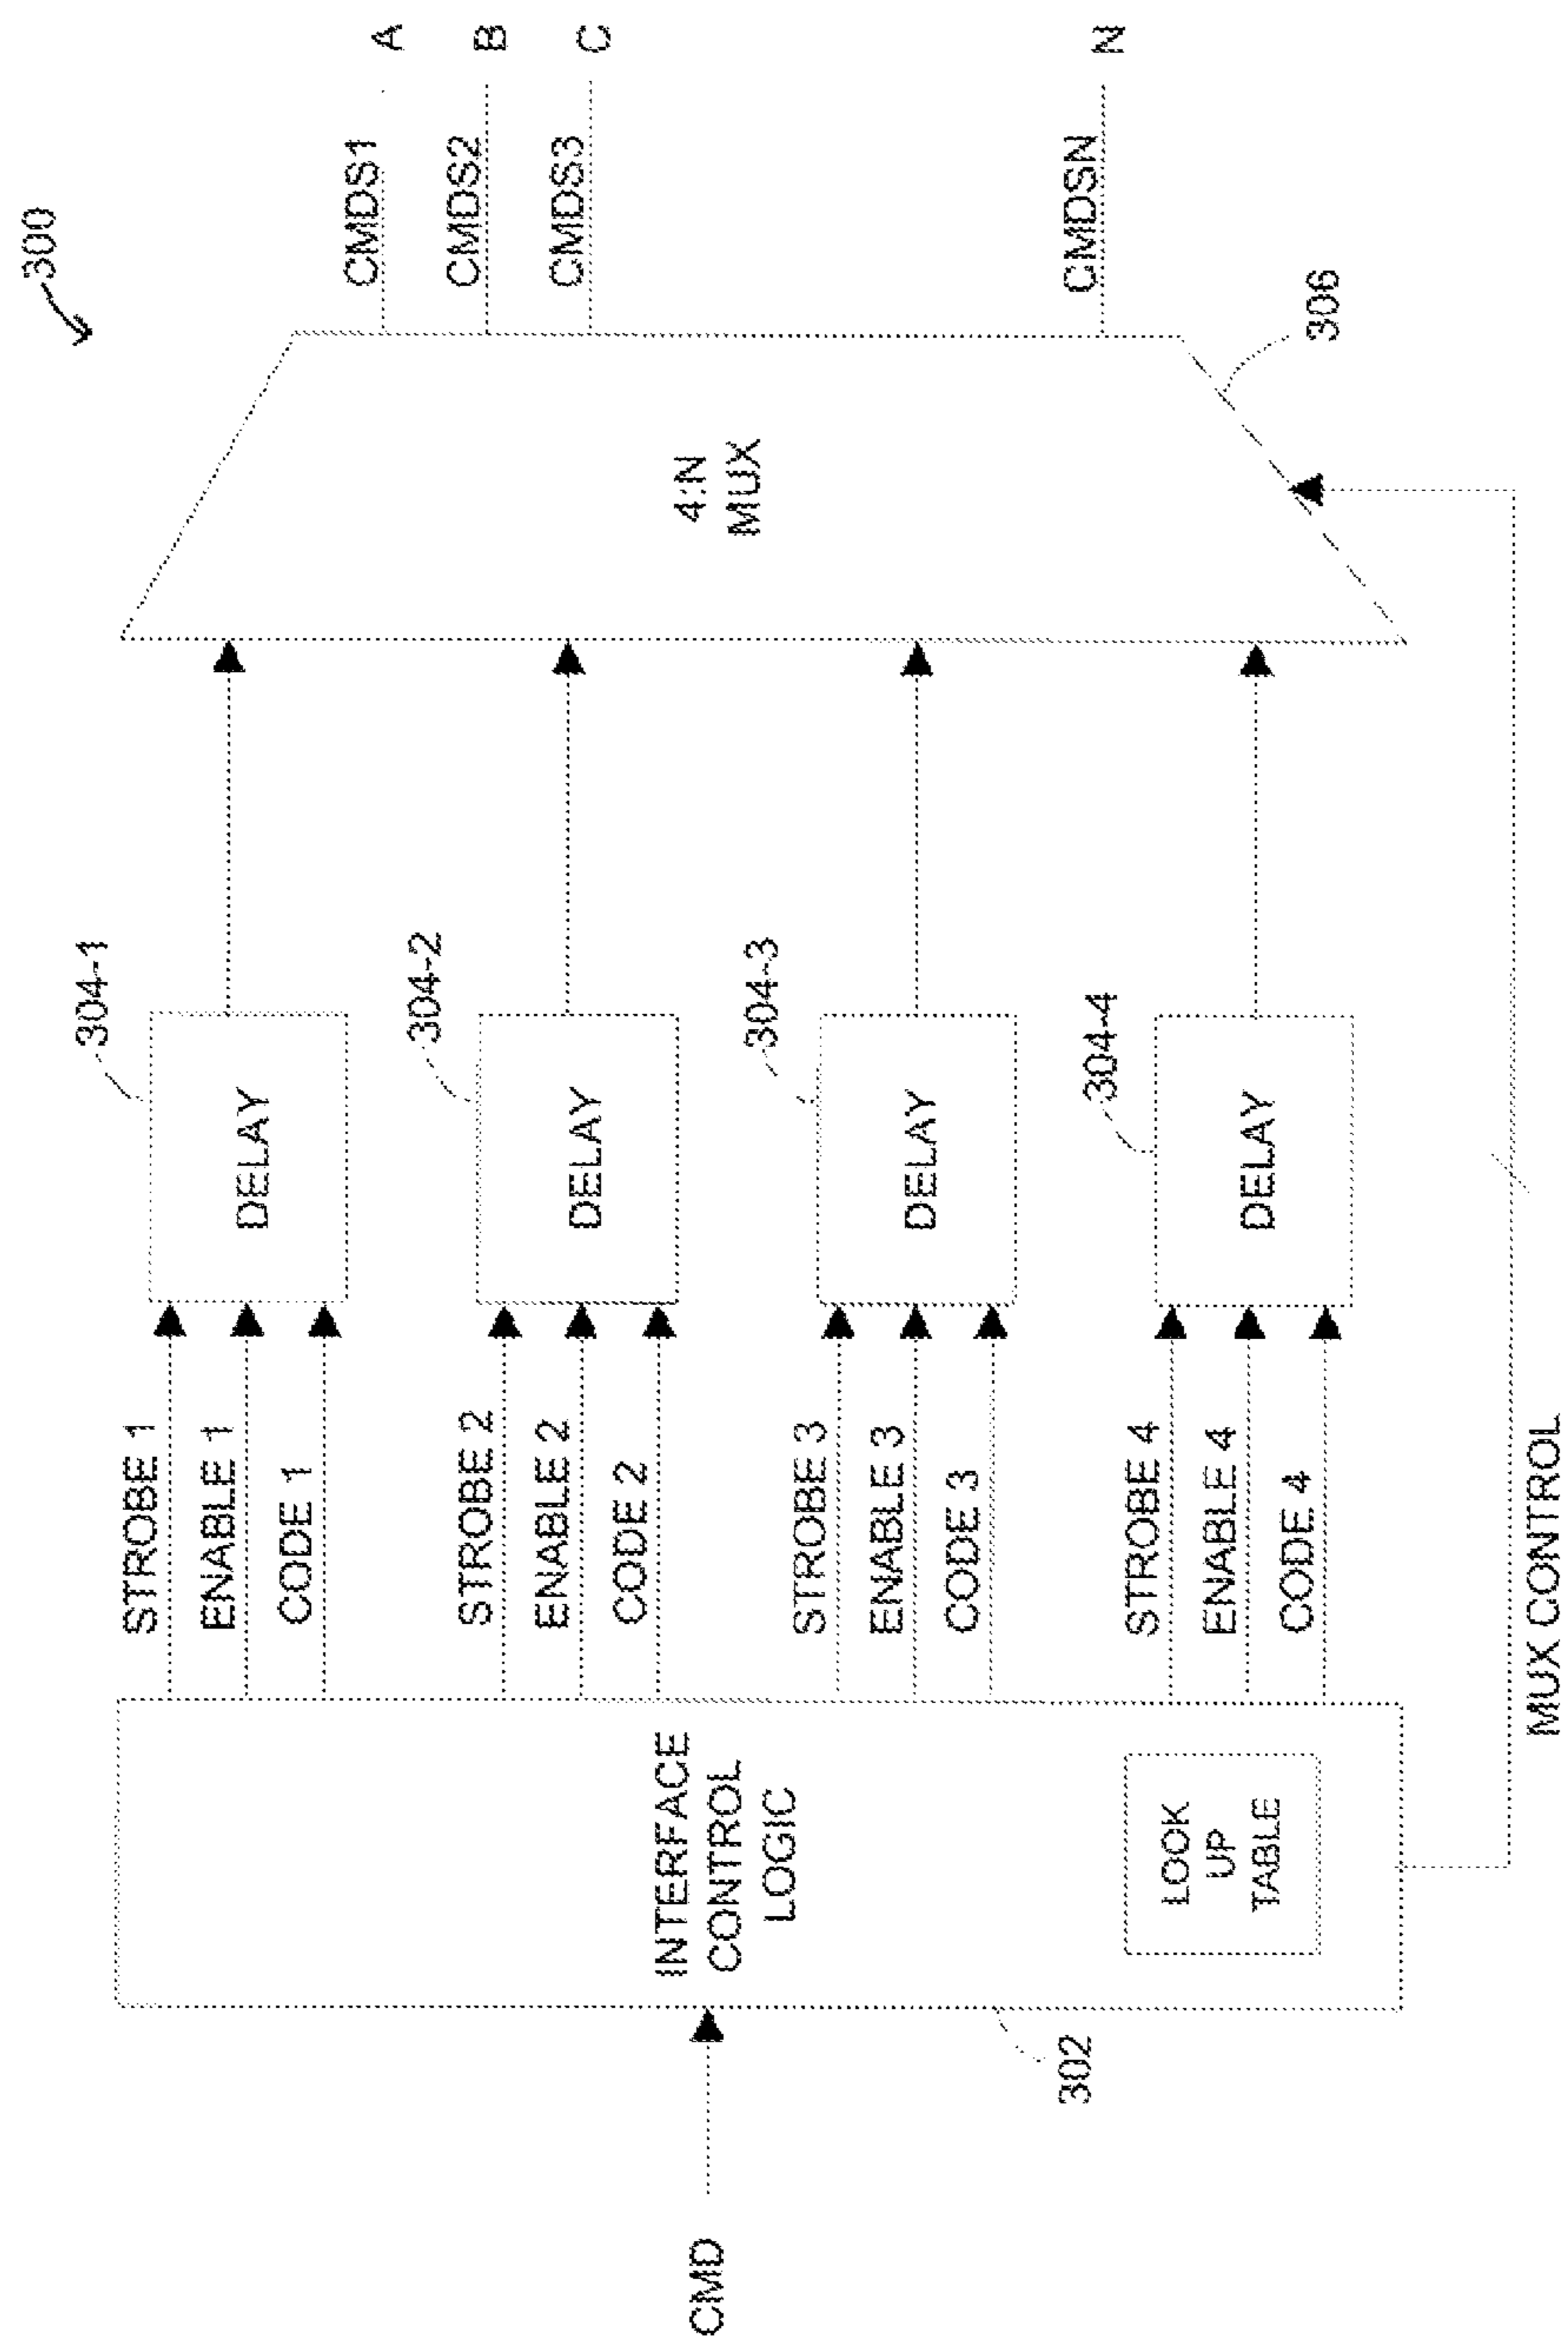 300
CMD
INTERFACE
CONTROL
LOGIC
LOOK
UP
TABLE
302
STROBE 1
ENABLE 1
CODE 1
STROBE 2
ENABLE 2
CODE 2
STROBE 3
ENABLE 3
CODE 3
STROBE 4
ENABLE 4
CODE 4
304-1
DELAY
304-2
DELAY
304-3
DELAY
304-4
DELAY
MUX CONTROL
4:N
MUX
306
CMDS1 A
CMDS2 B
CMDS3 C
CMDSN N